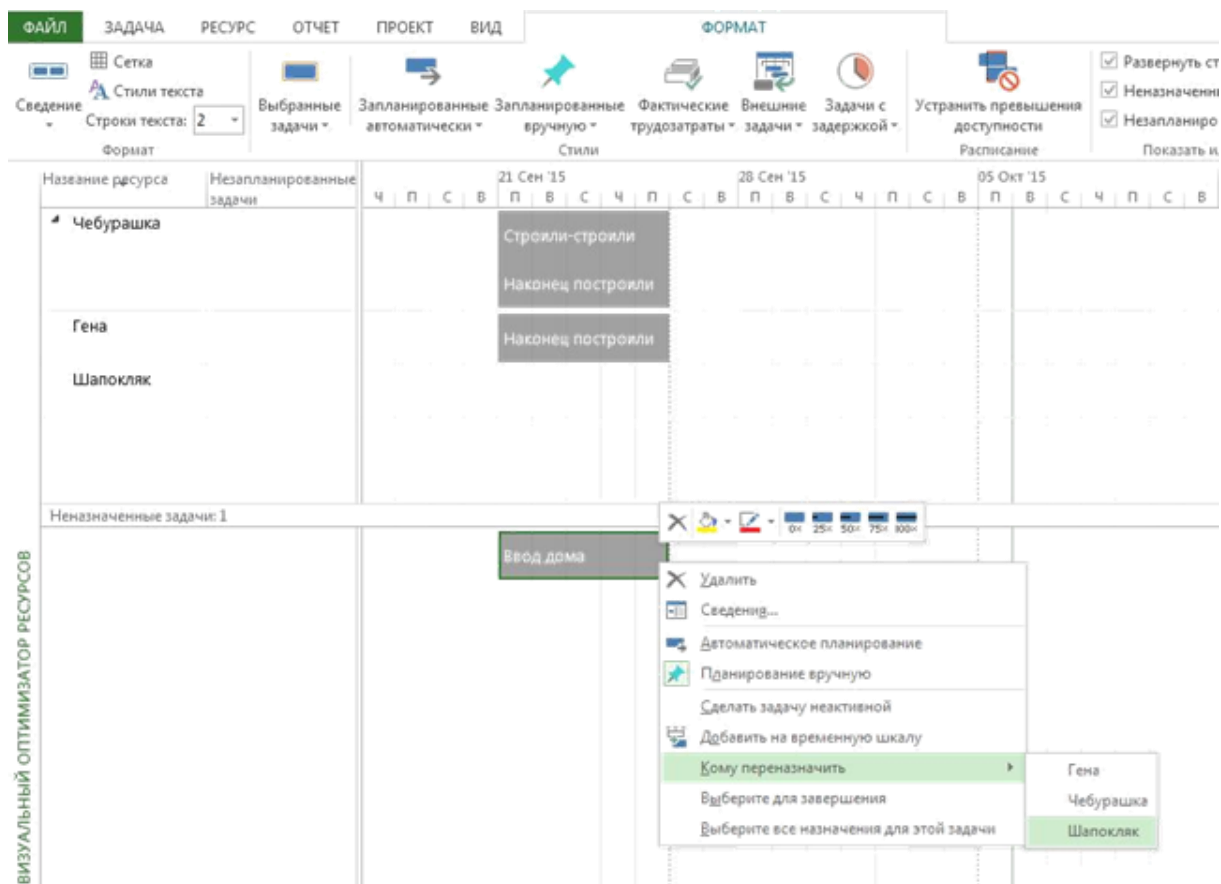 ФАЙЛ ЗАДАЧА РЕСУРС ОТЧЕТ ПРОЕКТ ВИД ФОРМАТ
Сведение
Сетка
Стили текста
Строки текста: 2
Формат
Выбранные задачи
Запланированные автоматически
Запланированные вручную
Фактические трудозатраты
Внешние задачи
Задачи с задержкой
Стили
Устранить превышения доступности
Расписание
Развернуть ст
Неназначенны
Незапланиро
Показать и
Название ресурса
Незапланированные задачи
21 Сен '15 28 Сен '15 05 Окт '15
Ч П С В П В С Ч П С В П В С Ч П С В П В С Ч П С В
Чебурашка
Строили-строили
Наконец построили
Гена
Наконец построили
Шапокляк
Неназначенные задачи: 1
0× 25× 50× 75× 100×
Ввод дома
Удалить
Сведения...
Автоматическое планирование
Планирование вручную
Сделать задачу неактивной
Добавить на временную шкалу
Кому переназначить
Гена
Выберите для завершения
Чебурашка
Выберите все назначения для этой задачи
Шапокляк
ВИЗУАЛЬНЫЙ ОПТИМИЗАТОР РЕСУРСОВ